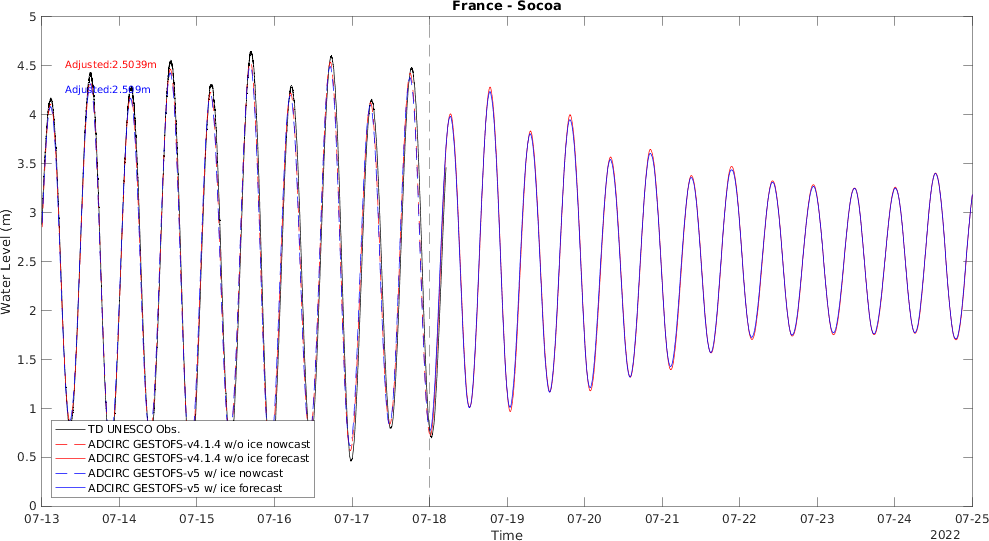 France - Socoa
5
4.5
4
3.5
3
2.5
2
1.5
1
0.5
0
Water Level (m)
Adjusted:2.5039m
TD UNESCO Obs.
ADCIRC GESTOFS-v4.1.4 w/o ice nowcast
ADCIRC GESTOFS-v4.1.4 w/o ice forecast
ADCIRC GESTOFS-v5 w/ ice nowcast
ADCIRC GESTOFS-v5 w/ ice forecast
07-13 07-14 07-15 07-16 07-17 07-18 07-19 07-20 07-21 07-22 07-23 07-24 07-25
Time
2022